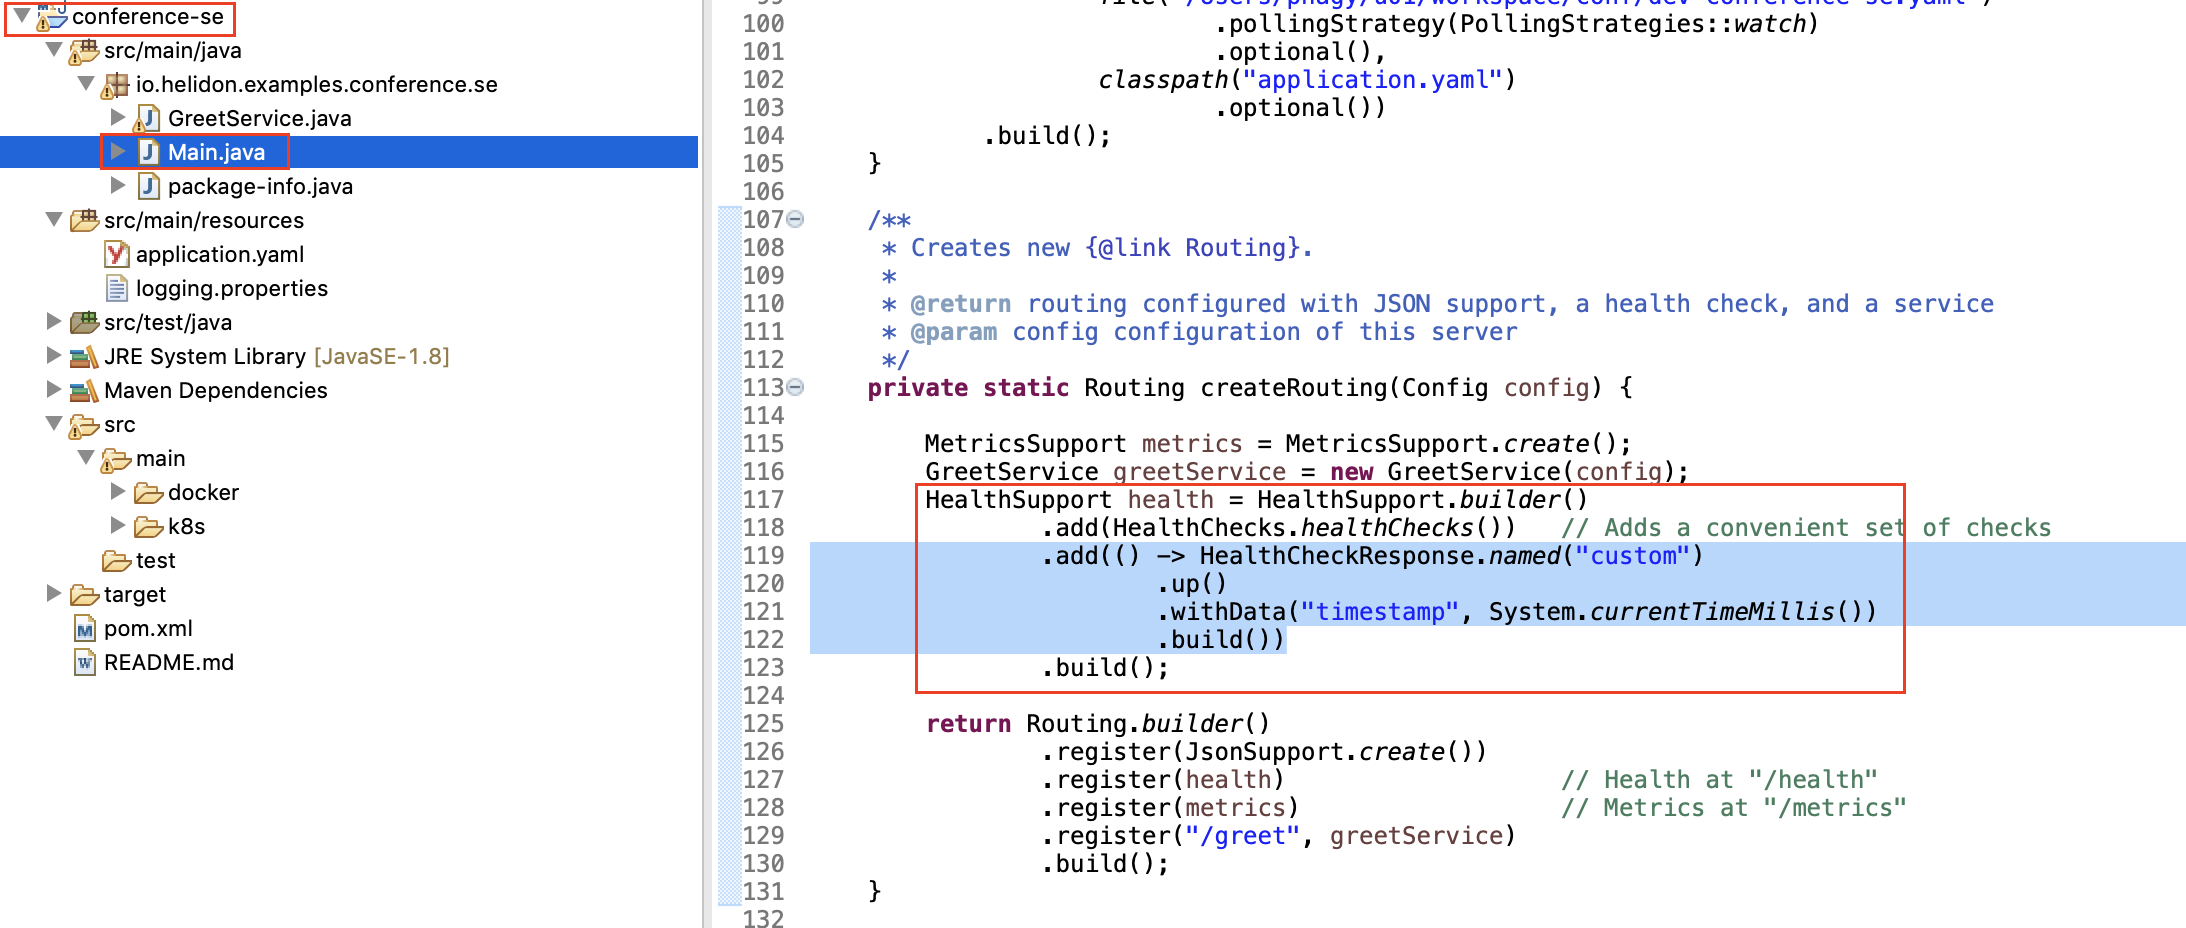 conference-se
src/main/java
io.helidon.examples.conference.se
GreetService.java
Main.java
package-info.java
src/main/resources
application.yaml
logging.properties
src/test/java
JRE System Library [JavaSE-1.8]
Maven Dependencies
src
main
docker
k8s
test
target
pom.xml
README.md
100 .pollingStrategy(PollingStrategies::watch)
101 .optional(),
102 classpath("application.yaml")
103 .optional())
104 .build();
105 }
106
107 /**
108 * Creates new {@link Routing}.
109 *
110 * @return routing configured with JSON support, a health check, and a service
111 * @param config configuration of this server
112 */
113 private static Routing createRouting(Config config) {
114
115 MetricsSupport metrics = MetricsSupport.create();
116 GreetService greetService = new GreetService(config);
117 HealthSupport health = HealthSupport.builder()
118 .add(HealthChecks.healthChecks()) // Adds a convenient set of checks
119 .add(() -> HealthCheckResponse.named("custom")
120 .up()
121 .withData("timestamp", System.currentTimeMillis())
122 .build())
123 .build();
124
125 return Routing.builder()
126 .register(JsonSupport.create())
127 .register(health) // Health at "/health"
128 .register(metrics) // Metrics at "/metrics"
129 .register("/greet", greetService)
130 .build();
131 }
132